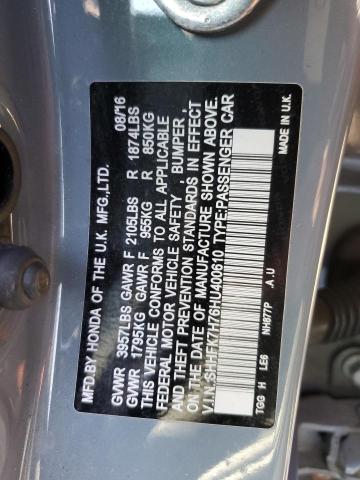 MFD.BY HONDA OF THE U.K. MFG.,LTD. 08/16
GVWR 3957LBS GAWR F 2105LBS R 1874LBS
GVWR 1795KG GAWR F 955KG R 850KG
THIS VEHICLE CONFORMS TO ALL APPLICABLE
FEDERAL MOTOR VEHICLE SAFETY , BUMPER ,
AND THEFT PREVENTION STANDARDS IN EFFECT
ON THE DATE OF MANUFACTURE SHOWN ABOVE.
V.I.N.:SHHFK7H76HU400610 TYPE:PASSENGER CAR
TGG H LE6 NH877P .A.U MADE IN U.K.